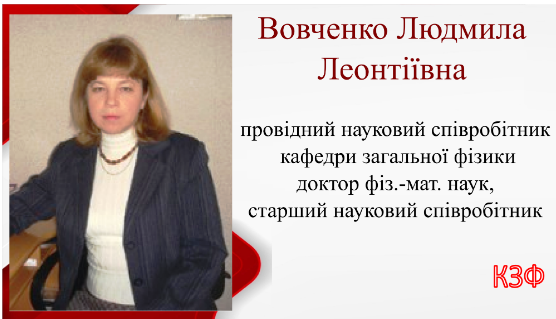 Вовченко Людмила
Леонтіївна
провідний науковий співробітник
кафедри загальної фізики
доктор фіз.-мат. наук,
старший науковий співробітник
КЗФ